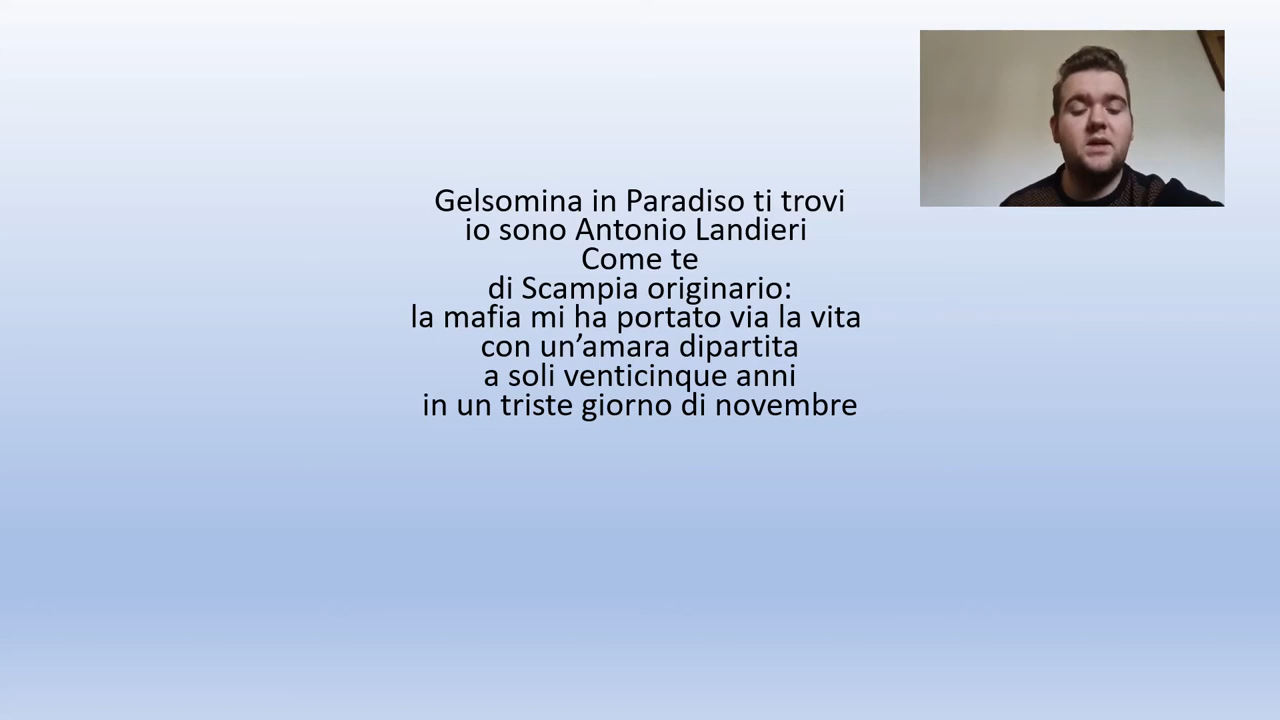 Gelsomina in Paradiso ti trovi
io sono Antonio Landieri
Come te
di Scampia originario:
la mafia mi ha portato via la vita
con un’amara dipartita
a soli venticinque anni
in un triste giorno di novembre